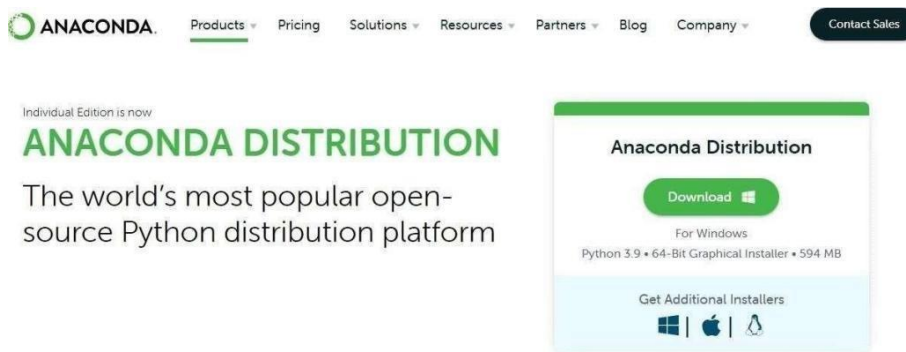 ANACONDA.
Products
Pricing
Solutions
Resources
Partners
Blog
Company
Contact Sales
Individual Edition is now
ANACONDA DISTRIBUTION
The world's most popular open-
source Python distribution platform
Anaconda Distribution
Download
For Windows
Python 3.9 • 64-Bit Graphical Installer • 594 MB
Get Additional Installers